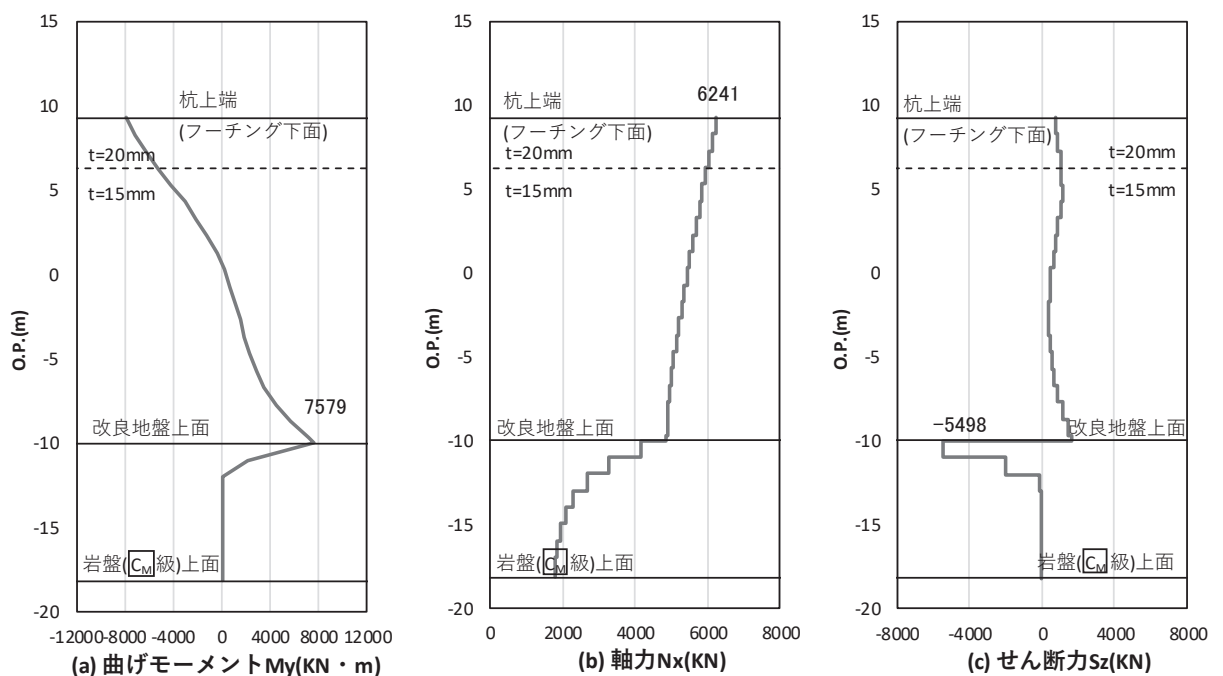 15
10
5
0
-5
-10
-15
-20
O.P.(m)
杭上端
(フーチング下面)
t=20mm
t=15mm
7579
改良地盤上面
岩盤(CM級)上面
-12000 -8000 -4000 0 4000 8000 12000
(a) 曲げモーメントMy(KN・m)
15
10
5
0
-5
-10
-15
-20
O.P.(m)
6241
杭上端
(フーチング下面)
t=20mm
t=15mm
改良地盤上面
岩盤(CM級)上面
0 2000 4000 6000 8000
(b) 軸力Nx(KN)
15
10
5
0
-5
-10
-15
-20
O.P.(m)
杭上端
(フーチング下面)
t=20mm
t=15mm
-5498
改良地盤上面
岩盤(CM級)上面
-8000 -4000 0 4000 8000
(c) せん断力Sz(KN)